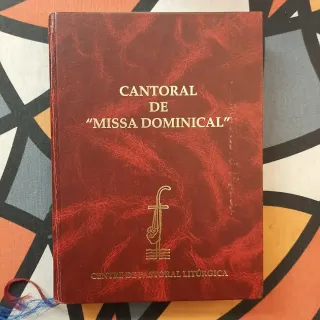 CANTORAL
DE
“MISSA DOMINICAL”
CENTRE DE PASTORAL LITÚRGICA